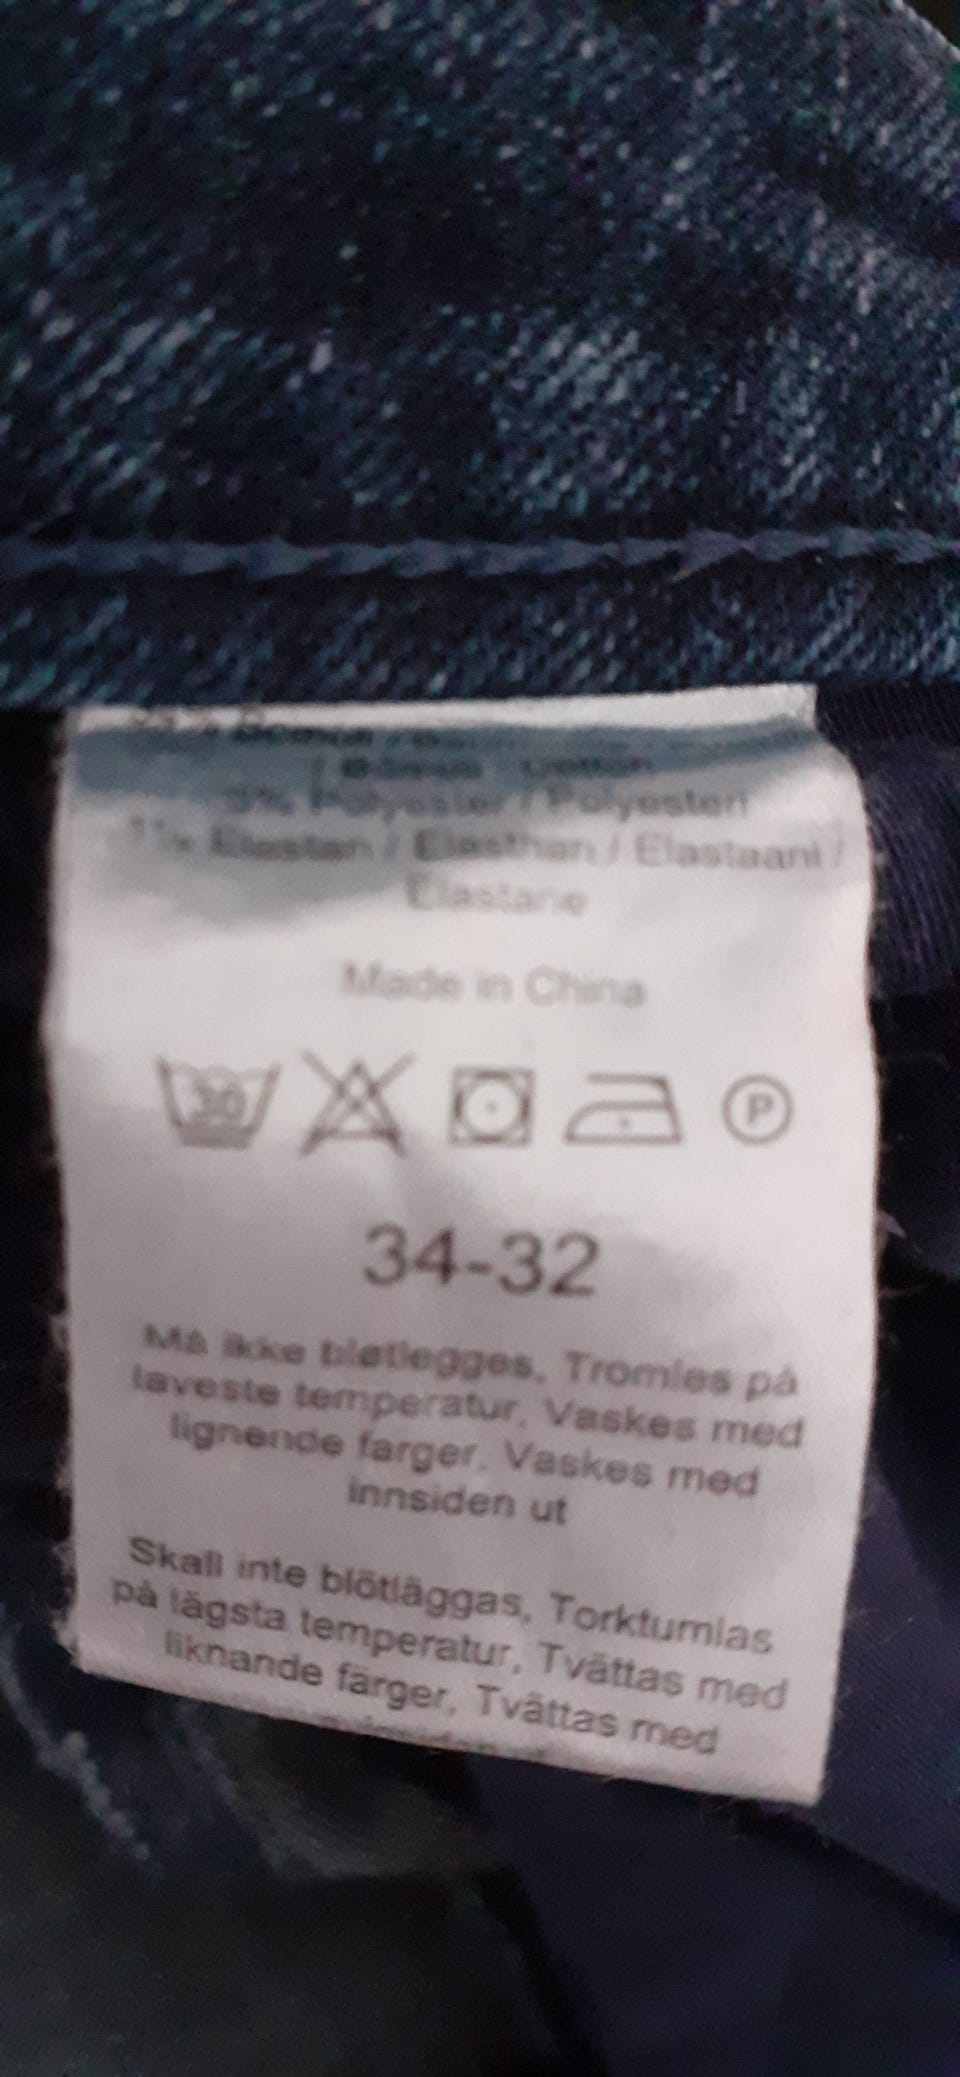 Bomull / Cotton
Polyester / Polyesteri
1% Elastan / Elasthan / Elastaani /
Elastane
Made in China
30
P
34-32
Må ikke bløtlegges, Tromles på
laveste temperatur, Vaskes med
lignende farger, Vaskes med
innsiden ut
Skall inte blötläggas, Torktumlas
på lägsta temperatur, Tvättas med
liknande färger, Tvättas med